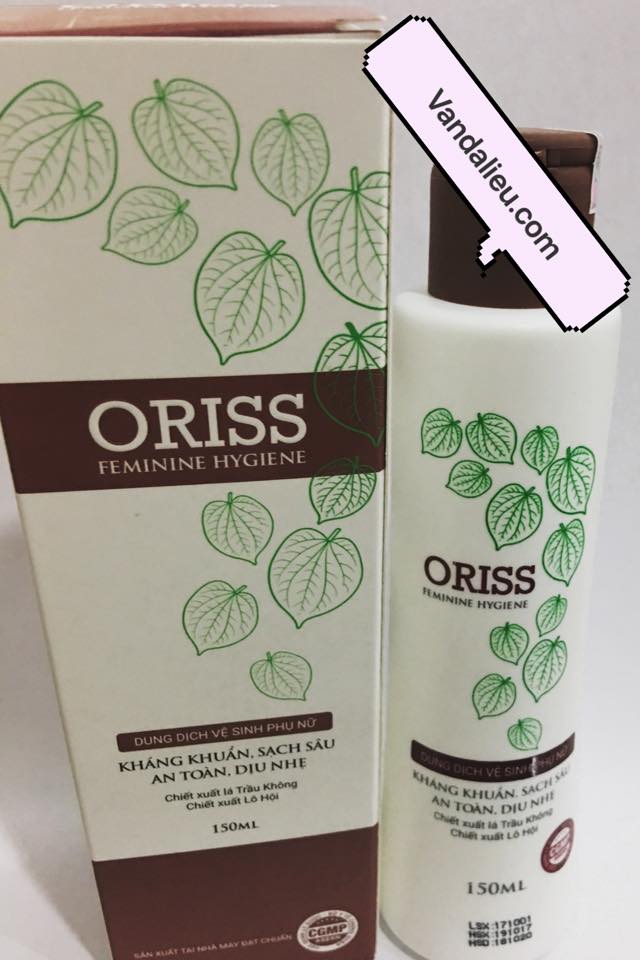 Vandalieu.com
ORISS
FEMININE HYGIENE
DUNG DỊCH VỆ SINH PHỤ NỮ
KHÁNG KHUẨN, SẠCH SÂU
AN TOÀN, DỊU NHẸ
Chiết xuất lá Trầu Không
Chiết xuất Lô Hội
150ML
SẢN XUẤT TẠI NHÀ MÁY ĐẠT CHUẨN
CGMP
ORISS
FEMININE HYGIENE
DUNG DỊCH VỆ SINH PHỤ NỮ
KHÁNG KHUẨN, SẠCH SÂU
AN TOÀN, DỊU NHẸ
Chiết xuất lá Trầu Không
Chiết xuất Lô Hội
CGMP
150ML
LSX:171001
NSX:191017
HSD:181020